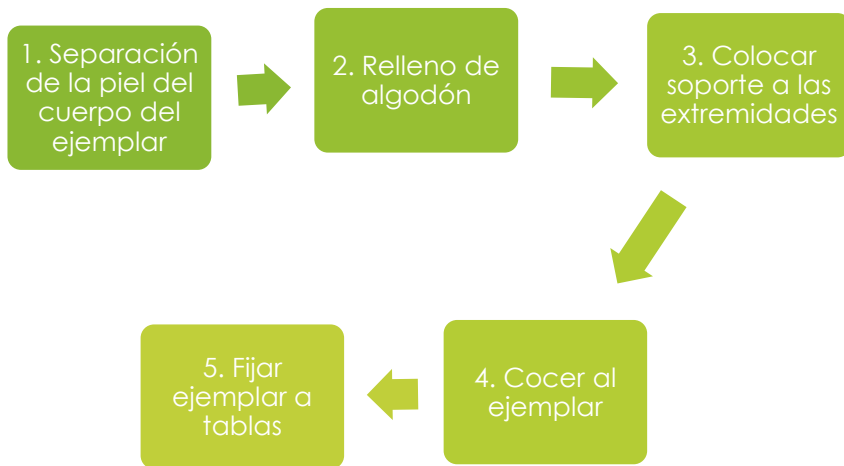 1. Separación
de la piel del
cuerpo del
ejemplar
2. Relleno de
algodón
3. Colocar
soporte a las
extremidades
4. Cocer al
ejemplar
5. Fijar
ejemplar a
tablas